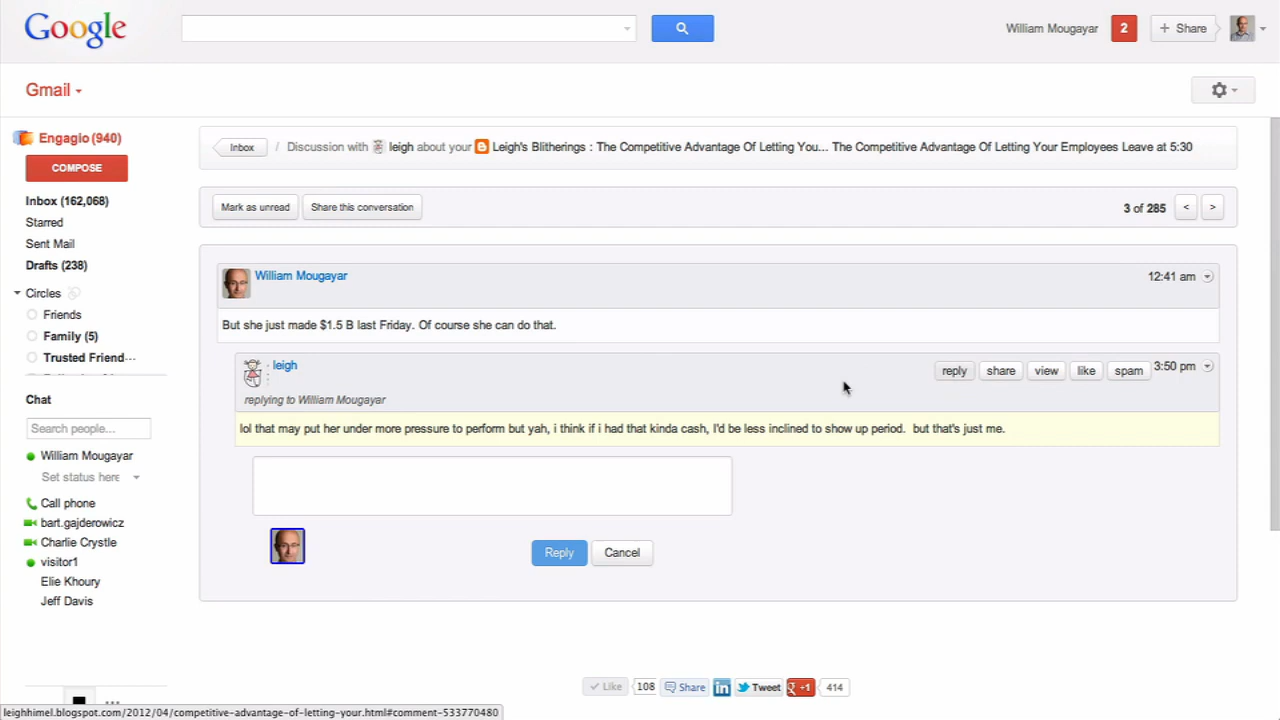 Google
William Mougayar
2
+ Share
Gmail
Engagio (940)
COMPOSE
Inbox (162,068)
Starred
Sent Mail
Drafts (238)
Circles
Friends
Family (5)
Trusted Friend···
Chat
Search people...
William Mougayar
Set status here
Call phone
bart.gajderowicz
Charlie Crystle
visitor1
Elie Khoury
Jeff Davis
Inbox / Discussion with leigh about your Leigh's Blitherings : The Competitive Advantage Of Letting You... The Competitive Advantage Of Letting Your Employees Leave at 5:30
Mark as unread Share this conversation 3 of 285 < >
William Mougayar 12:41 am
But she just made $1.5 B last Friday. Of course she can do that.
leigh reply share view like spam 3:50 pm
replying to William Mougayar
lol that may put her under more pressure to perform but yah, i think if i had that kinda cash, I'd be less inclined to show up period. but that's just me.
Reply Cancel
Like 108 Share in Tweet g +1 414
leighhimel.blogspot.com/2012/04/competitive-advantage-of-letting-your.html#comment-533770480